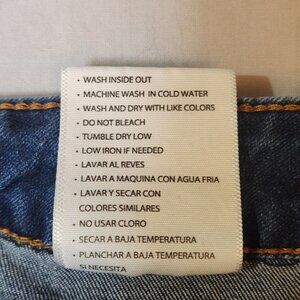 · WASH INSIDE OUT
· MACHINE WASH IN COLD WATER
· WASH AND DRY WITH LIKE COLORS
· DO NOT BLEACH
· TUMBLE DRY LOW
· LOW IRON IF NEEDED
· LAVAR AL REVES
· LAVAR A MAQUINA CON AGUA FRIA
· LAVAR Y SECAR CON
COLORES SIMILARES
· NO USAR CLORO
· SECAR A BAJA TEMPERATURA
· PLANCHAR A BAJA TEMPERATURA
SI NECESITA